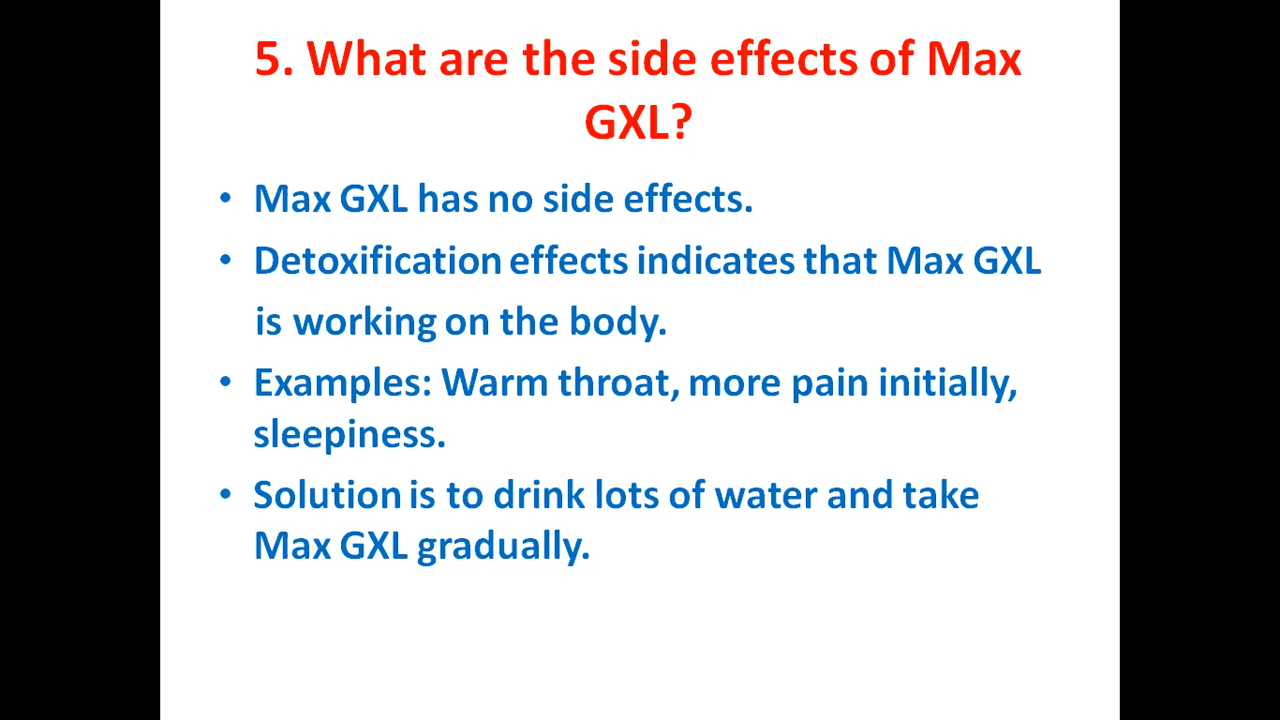 5. What are the side effects of Max
GXL?
• Max GXL has no side effects.
• Detoxification effects indicates that Max GXL
is working on the body.
• Examples: Warm throat, more pain initially,
sleepiness.
• Solution is to drink lots of water and take
Max GXL gradually.